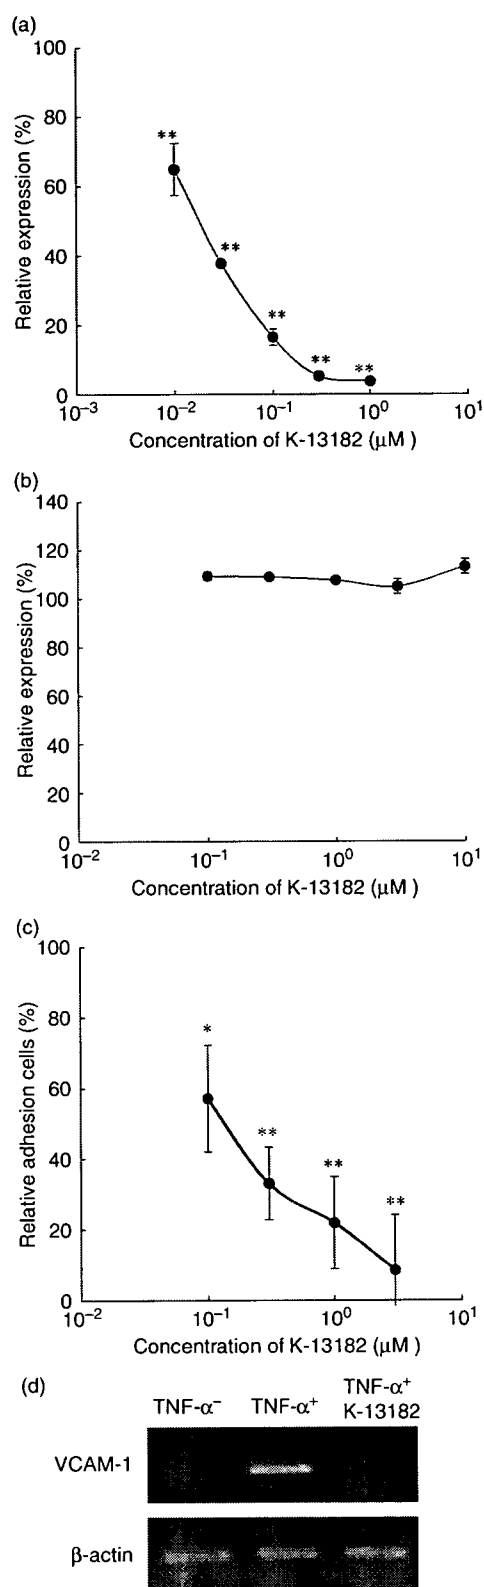 (a)
Relative expression (%)
100
80
60
40
20
0
**
**
**
**
**
10⁻³ 10⁻² 10⁻¹ 10⁰ 10¹
Concentration of K-13182 (μM )
(b)
Relative expression (%)
140
120
100
80
60
40
20
0
10⁻² 10⁻¹ 10⁰ 10¹
Concentration of K-13182 (μM )
(c)
Relative adhesion cells (%)
100
80
60
40
20
0
*
**
**
**
10⁻² 10⁻¹ 10⁰ 10¹
Concentration of K-13182 (μM )
(d)
TNF-α⁻ TNF-α⁺ TNF-α⁺
K-13182
VCAM-1
β-actin